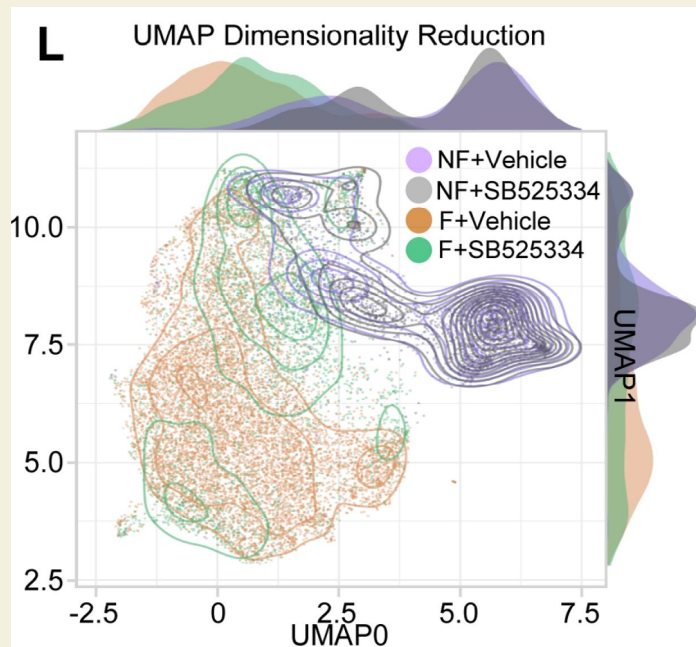 L
UMAP Dimensionality Reduction
NF+Vehicle
NF+SB525334
F+Vehicle
F+SB525334
10.0
7.5
5.0
2.5
UMAP1
-2.5
0
2.5
5.0
7.5
UMAP0